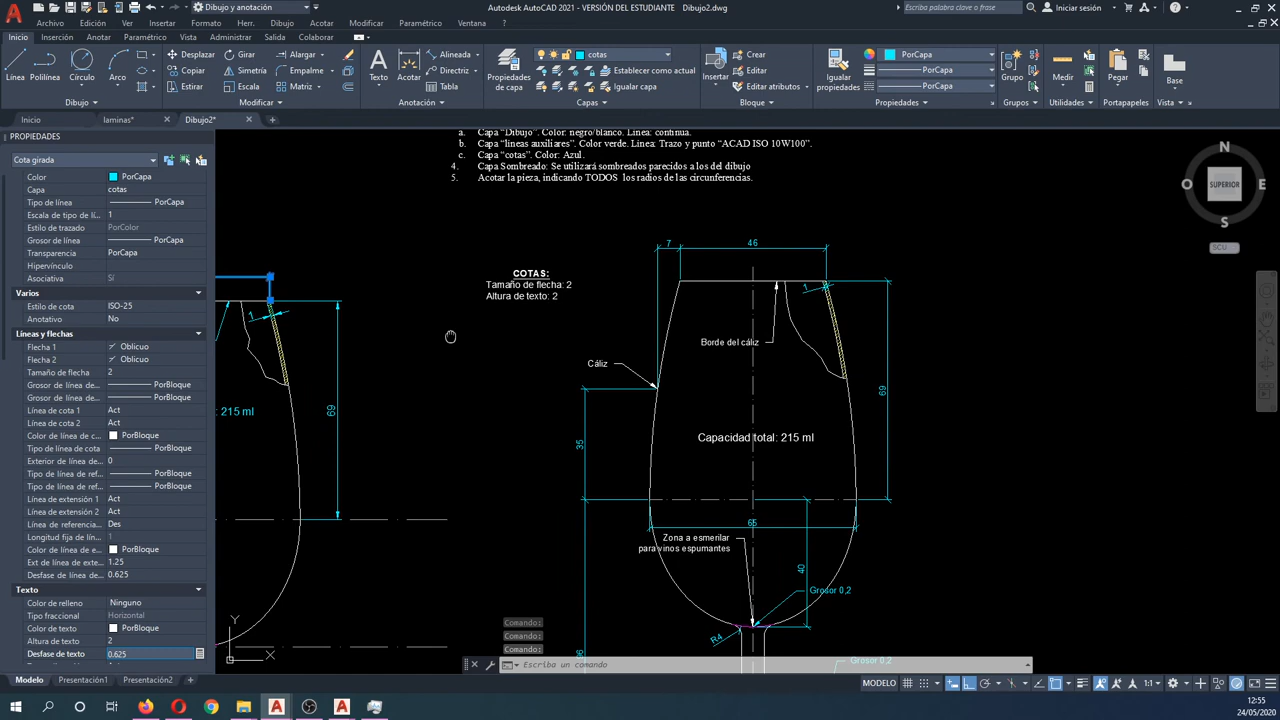 Dibujo y anotación
Autodesk AutoCAD 2021 - VERSIÓN DEL ESTUDIANTE Dibujo2.dwg
Escriba palabra clave o frase
Iniciar sesión
Archivo Edición Ver Insertar Formato Herr. Dibujo Acotar Modificar Paramétrico Ventana
Inicio Inserción Anotar Paramétrico Vista Administrar Salida Colaborar
Línea Polilínea Círculo Arco
Desplazar Girar Alargar
Copiar Simetría Empalme
Estirar Escala Matriz
Texto Acotar
Alineada
Directriz
Tabla
Propiedades de capa
cotas
Establecer como actual
Igualar capa
Insertar
Crear
Editar
Editar atributos
Igualar propiedades
PorCapa
PorCapa
PorCapa
Grupo Medir Pegar Base
Dibujo Modificar Anotación Capas Bloque Propiedades Grupos Utilidades Portapapeles Vista
Inicio laminas* Dibujo2*
PROPIEDADES
Cota girada
Color PorCapa
Capa cotas
Tipo de línea PorCapa
Escala de tipo de lí 1
Estilo de trazado PorColor
Grosor de línea PorCapa
Transparencia PorCapa
Hipervínculo
Asociativa Sí
Varios
Estilo de cota ISO-25
Anotativo No
Líneas y flechas
Flecha 1 Oblicuo
Flecha 2 Oblicuo
Tamaño de flecha 2
Grosor de línea de... PorBloque
Grosor de línea de... PorBloque
Línea de cota 1 Act
Línea de cota 2 Act
Color de línea de c... PorBloque
Tipo de línea de cota PorBloque
Exterior de línea de... 0
Tipo de línea de ref... PorBloque
Tipo de línea de ref... PorBloque
Línea de extensión 1 Act
Línea de extensión 2 Act
Línea de referencia... Des
Longitud fija de lín... 1
Color de línea de e... PorBloque
Ext de línea de ex... 1.25
Desfase de línea de... 0.625
Texto
Color de relleno Ninguno
Tipo fraccional Horizontal
Color de texto PorBloque
Altura de texto 2
Desfase de texto 0.625
a. Capa “Dibujo”. Color: negro/blanco. Linea: continua.
b. Capa “lineas auxiliares”. Color verde. Linea: Trazo y punto “ACAD ISO 10W100”.
c. Capa “cotas”. Color: Azul.
4. Capa Sombreado: Se utilizará sombreados parecidos a los del dibujo
5. Acotar la pieza, indicando TODOS los radios de las circunferencias.
COTAS:
Tamaño de flecha: 2
Altura de texto: 2
1
: 215 ml
69
7
46
1
Borde del cáliz
Cáliz
69
Capacidad total: 215 ml
35
65
Zona a esmerilar
para vinos espumantes
40
Grosor 0,2
R4
96
Grosor 0.2
Y
X
N
O SUPERIOR E
S
SCU
Comando:
Comando:
Comando:
Escriba un comando
Modelo Presentación1 Presentación2
MODELO
1:1
12:55
24/05/2020